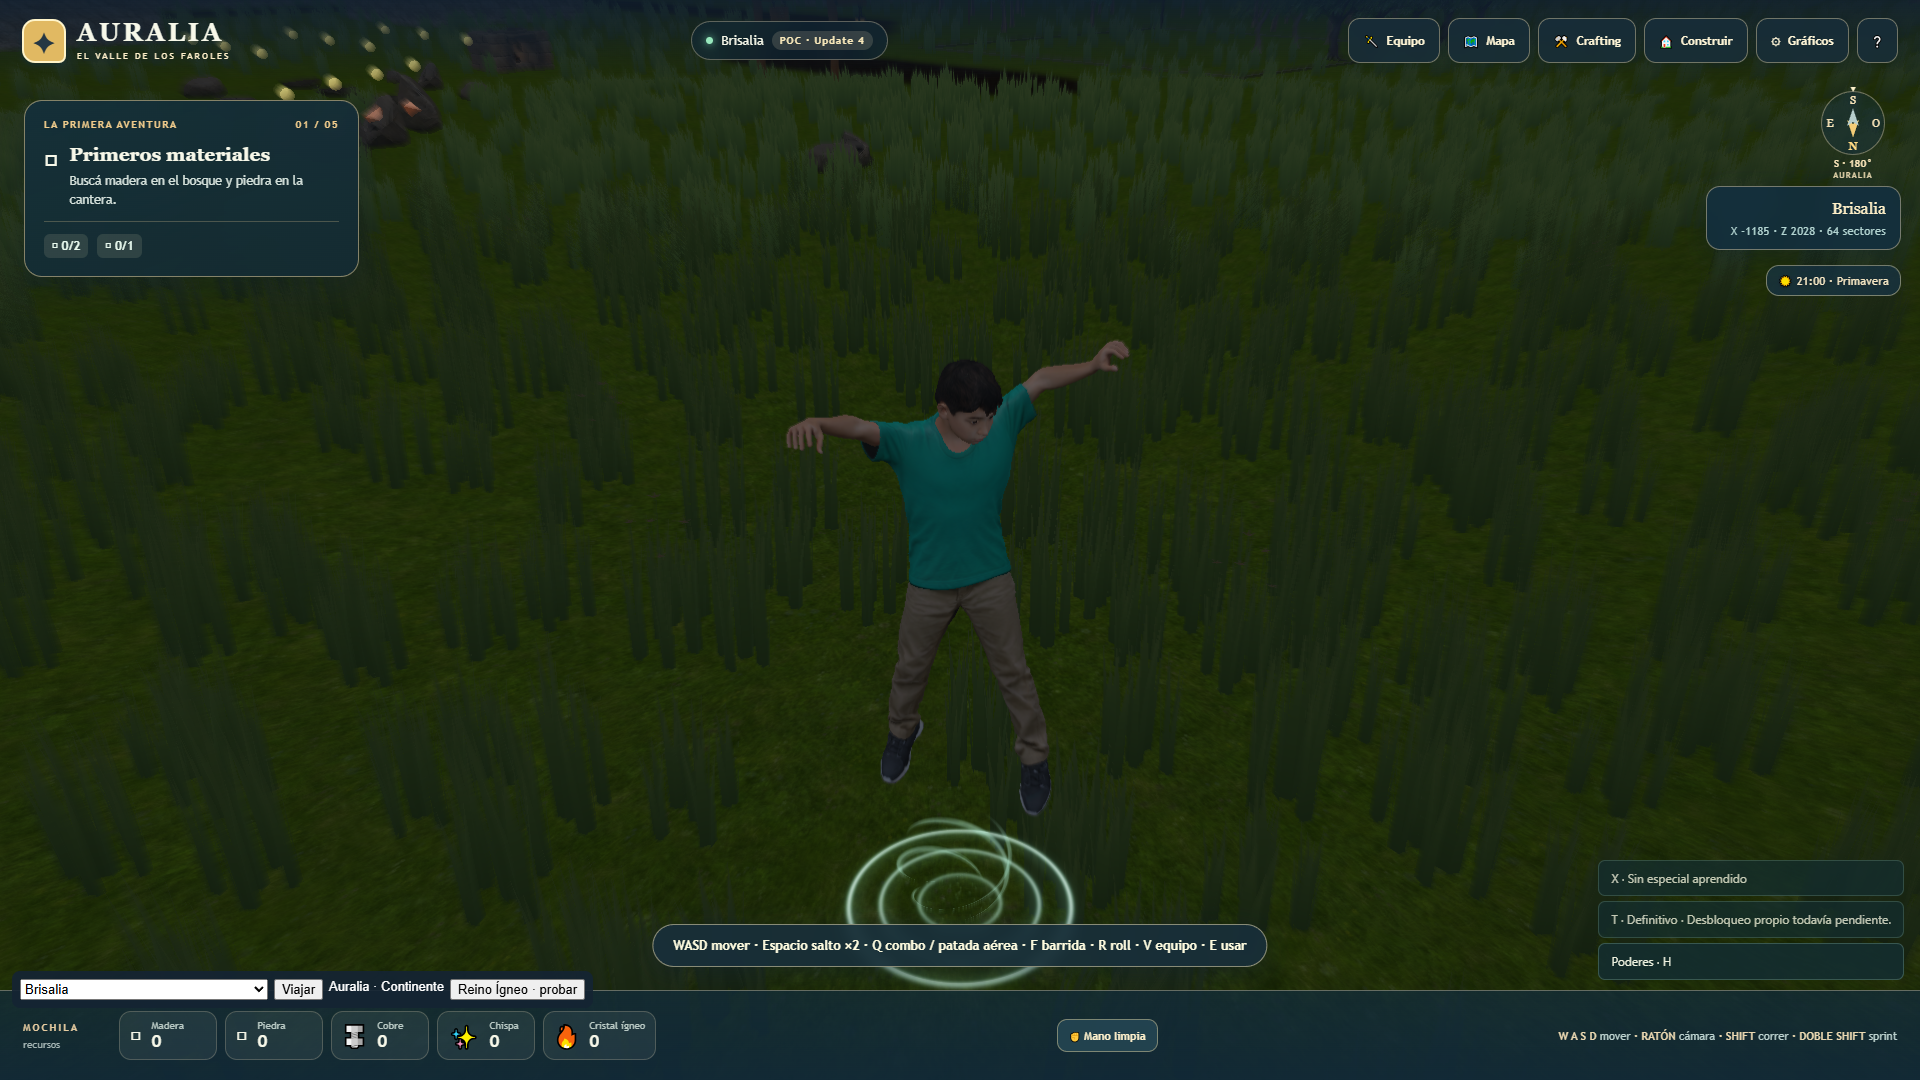 AURALIA
EL VALLE DE LOS FAROLES
Brisalia POC · Update 4
Equipo
Mapa
Crafting
Construir
Gráficos
?
LA PRIMERA AVENTURA 01 / 05
Primeros materiales
Buscá madera en el bosque y piedra en la
cantera.
0/2 0/1
S
E O
N
S · 180°
AURALIA
Brisalia
X -1185 · Z 2028 · 64 sectores
21:00 · Primavera
X · Sin especial aprendido
T · Definitivo · Desbloqueo propio todavía pendiente.
Poderes · H
WASD mover · Espacio salto ×2 · Q combo / patada aérea · F barrida · R roll · V equipo · E usar
Brisalia Viajar Auralia · Continente Reino Ígneo · probar
MOCHILA
recursos
Madera
0
Piedra
0
Cobre
0
Chispa
0
Cristal ígneo
0
Mano limpia
W A S D mover · RATÓN cámara · SHIFT correr · DOBLE SHIFT sprint